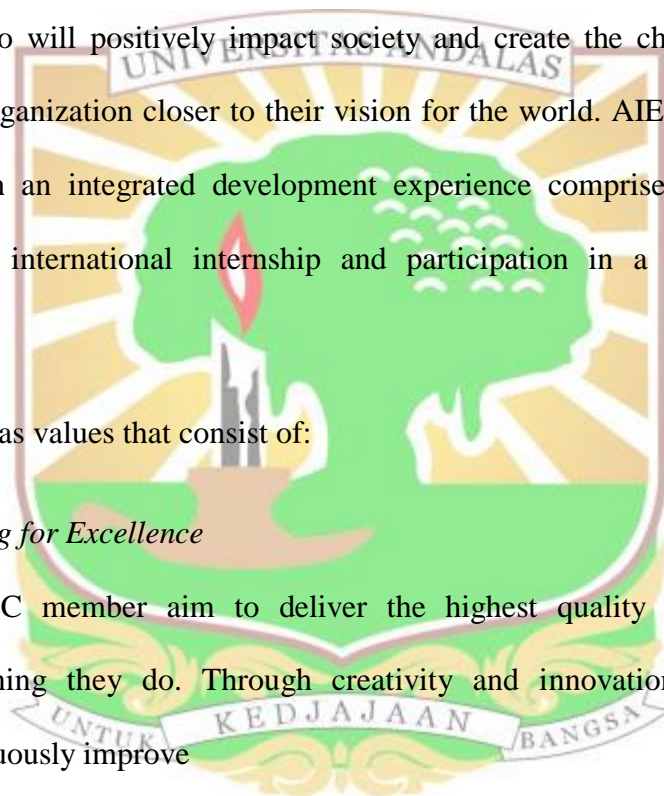 o will positively impact society and create the ch
UNIVERSITAS ANDALAS
ganization closer to their vision for the world. AIE
an integrated development experience comprise
international internship and participation in a
as values that consist of:
g for Excellence
C member aim to deliver the highest quality
ning they do. Through creativity and innovation
UNTUK KEDJAJAAN BANGSA
uously improve